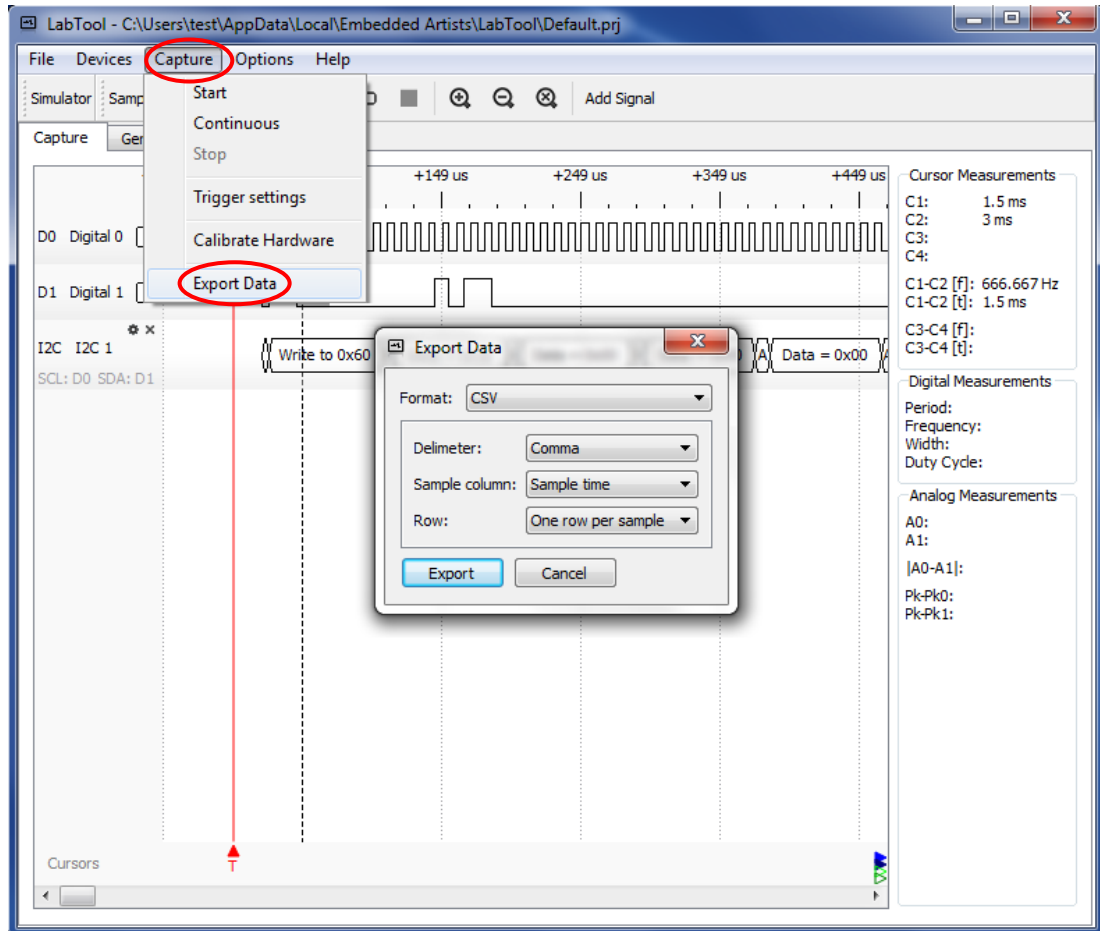 LabTool - C:\Users\test\AppData\Local\Embedded Artists\LabTool\Default.prj
File Devices Capture Options Help
Simulator Samp Add Signal
Start
Continuous
Stop
Trigger settings
Calibrate Hardware
Export Data
Capture Ger
+149 us +249 us +349 us +449 us
D0 Digital 0
D1 Digital 1
I2C I2C 1
SCL: D0 SDA: D1
Write to 0x60 A Data = 0x00
Export Data
Format: CSV
Delimeter: Comma
Sample column: Sample time
Row: One row per sample
Export Cancel
Cursors
T
Cursor Measurements
C1: 1.5 ms
C2: 3 ms
C3:
C4:
C1-C2 [f]: 666.667 Hz
C1-C2 [t]: 1.5 ms
C3-C4 [f]:
C3-C4 [t]:
Digital Measurements
Period:
Frequency:
Width:
Duty Cycle:
Analog Measurements
A0:
A1:
|A0-A1|:
Pk-Pk0:
Pk-Pk1: